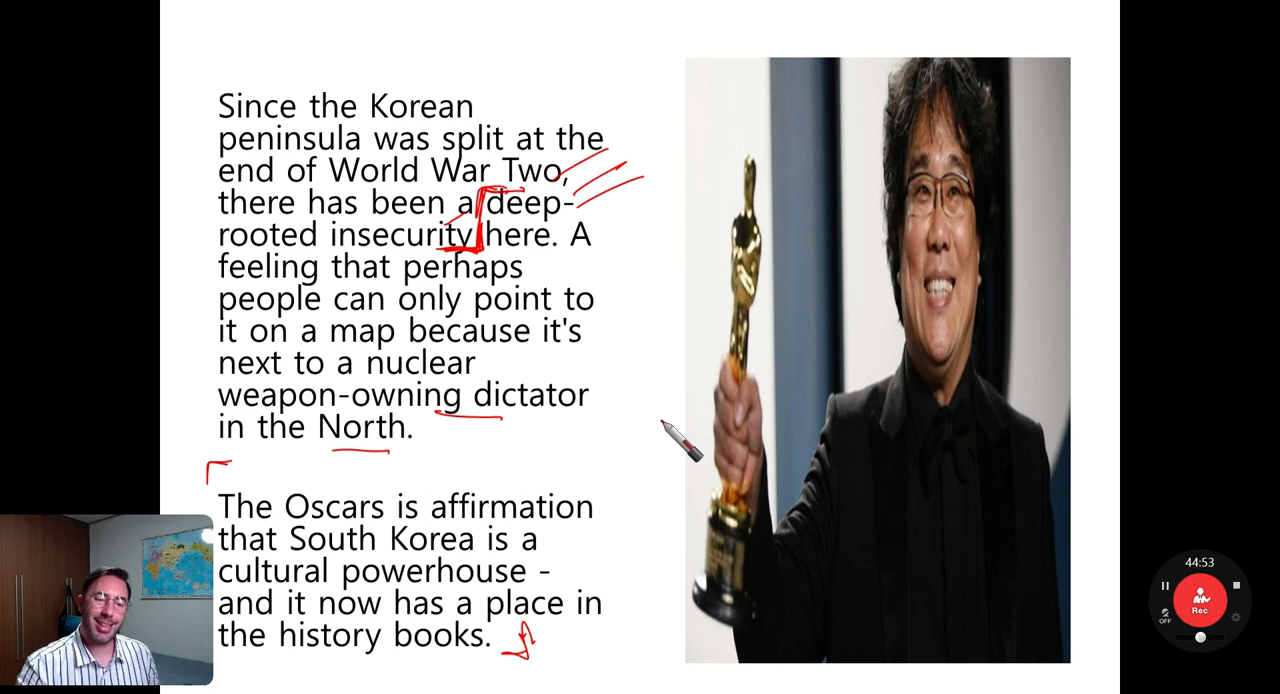 Since the Korean
peninsula was split at the
end of World War Two,
there has been a deep-
rooted insecurity here. A
feeling that perhaps
people can only point to
it on a map because it's
next to a nuclear
weapon-owning dictator
in the North.
The Oscars is affirmation
that South Korea is a
cultural powerhouse -
and it now has a place in
the history books.
44:53
Rec
OFF